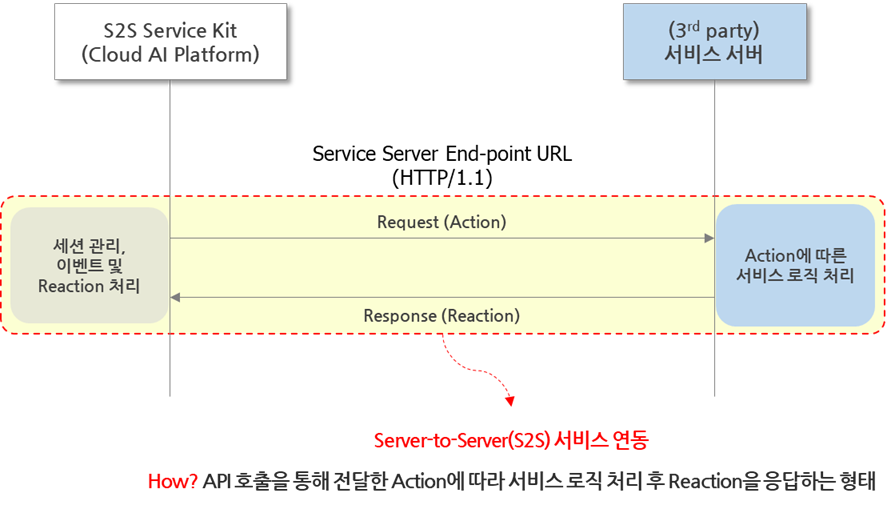 S2S Service Kit
(Cloud AI Platform)
(3rd party)
서비스 서버
Service Server End-point URL
(HTTP/1.1)
Request (Action)
세션 관리,
이벤트 및
Reaction 처리
Action에 따른
서비스 로직 처리
Response (Reaction)
Server-to-Server(S2S) 서비스 연동
How? API 호출을 통해 전달한 Action에 따라 서비스 로직 처리 후 Reaction을 응답하는 형태